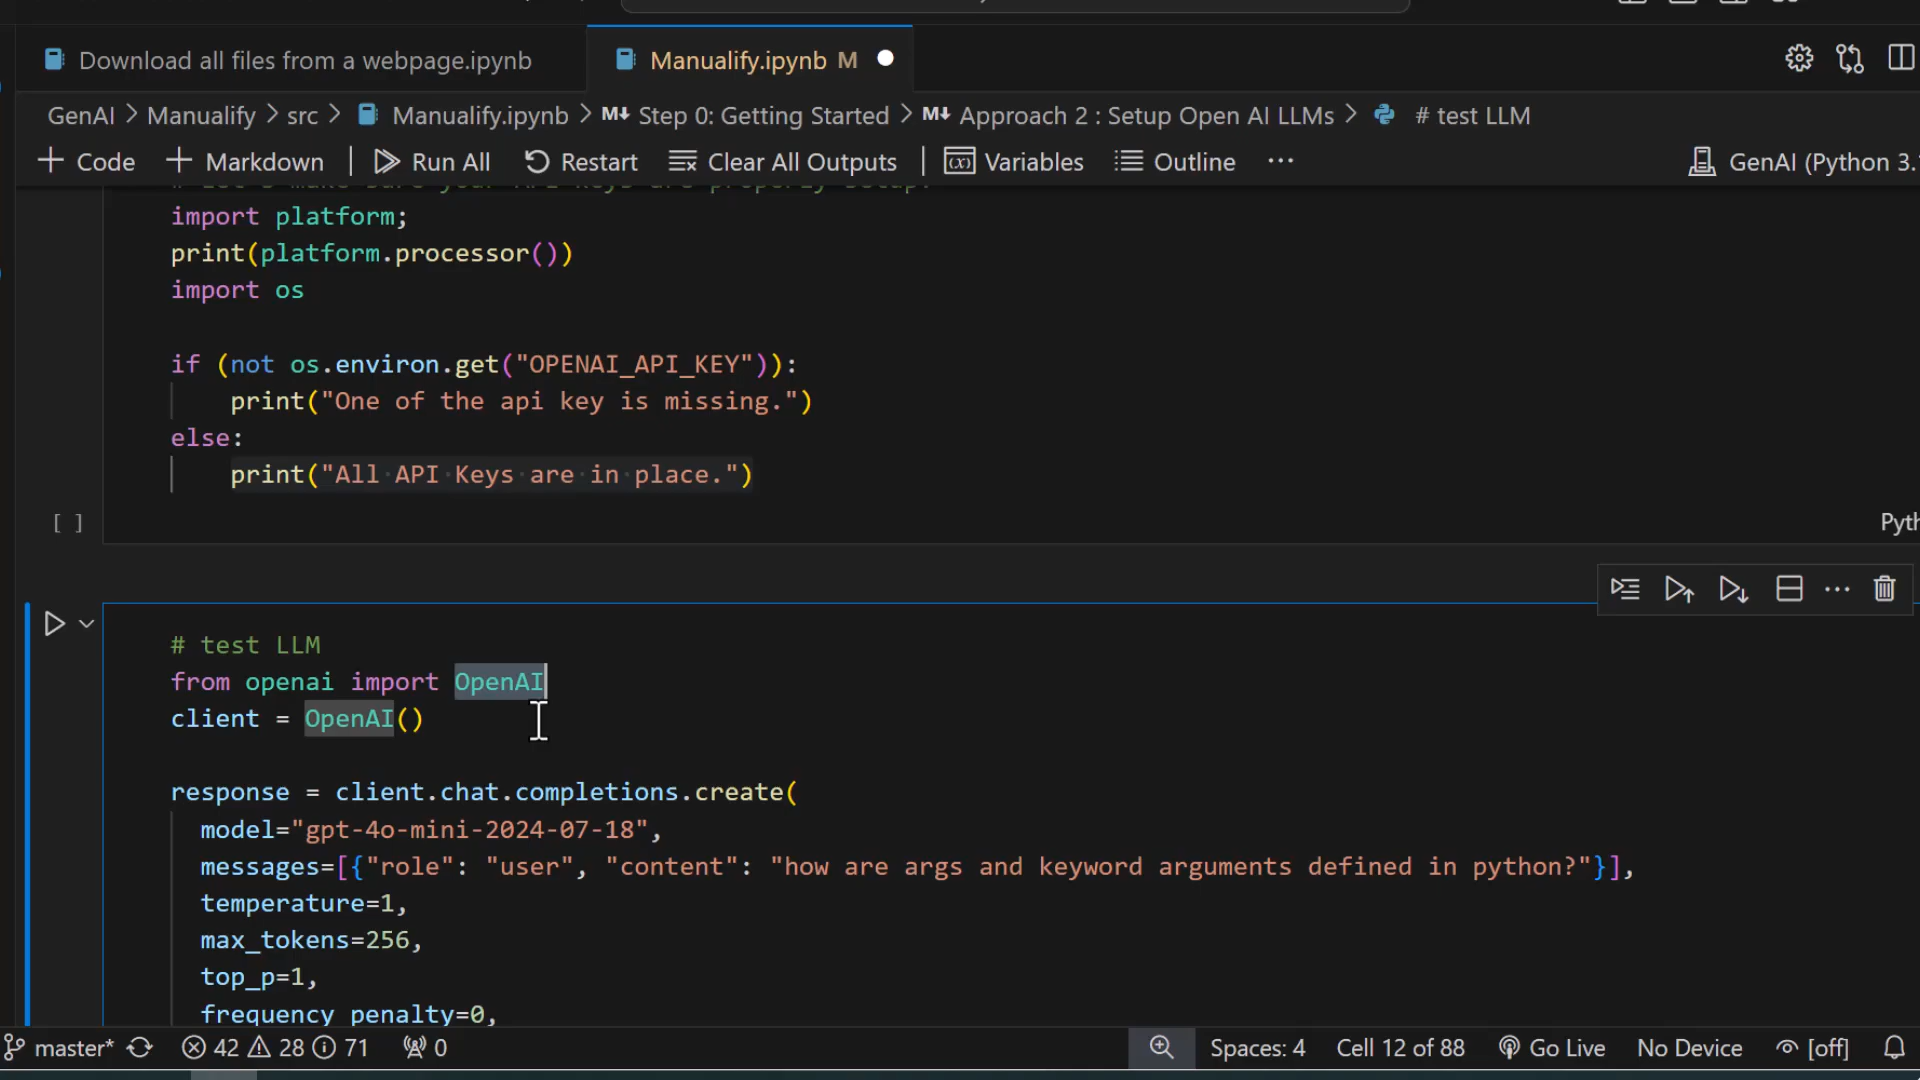 Download all files from a webpage.ipynb
Manualify.ipynb M
GenAI > Manualify > src > Manualify.ipynb > M↓ Step 0: Getting Started > M↓ Approach 2 : Setup Open AI LLMs > # test LLM
+ Code + Markdown | Run All Restart Clear All Outputs | Variables Outline ··· GenAI (Python 3.
import platform;
print(platform.processor())
import os
if (not os.environ.get("OPENAI_API_KEY")):
print("One of the api key is missing.")
else:
print("All API Keys are in place.")
[ ]
# test LLM
from openai import OpenAI
client = OpenAI()
response = client.chat.completions.create(
model="gpt-4o-mini-2024-07-18",
messages=[{"role": "user", "content": "how are args and keyword arguments defined in python?"}],
temperature=1,
max_tokens=256,
top_p=1,
frequency_penalty=0,
master* 42 28 71 0 Spaces: 4 Cell 12 of 88 Go Live No Device [off]